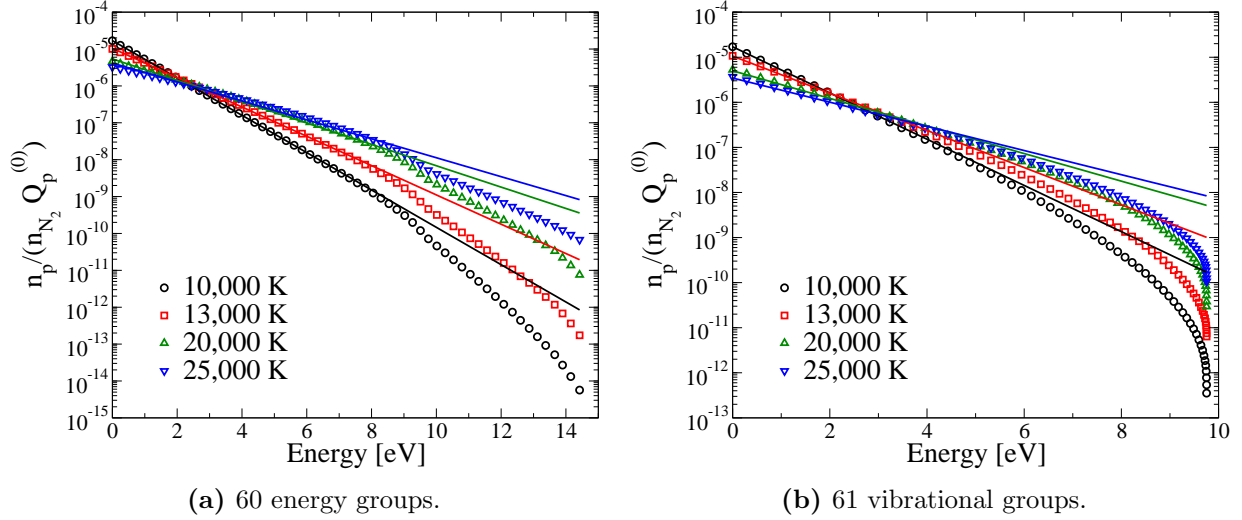 10^-4
10^-5
10^-6
10^-7
10^-8
10^-9
10^-10
10^-11
10^-12
10^-13
10^-14
10^-15
n_p/(n_{N_2} Q_p^{(0)})
10,000 K
13,000 K
20,000 K
25,000 K
0 2 4 6 8 10 12 14
Energy [eV]
(a) 60 energy groups.
10^-4
10^-5
10^-6
10^-7
10^-8
10^-9
10^-10
10^-11
10^-12
10^-13
n_p/(n_{N_2} Q_p^{(0)})
10,000 K
13,000 K
20,000 K
25,000 K
0 2 4 6 8 10
Energy [eV]
(b) 61 vibrational groups.